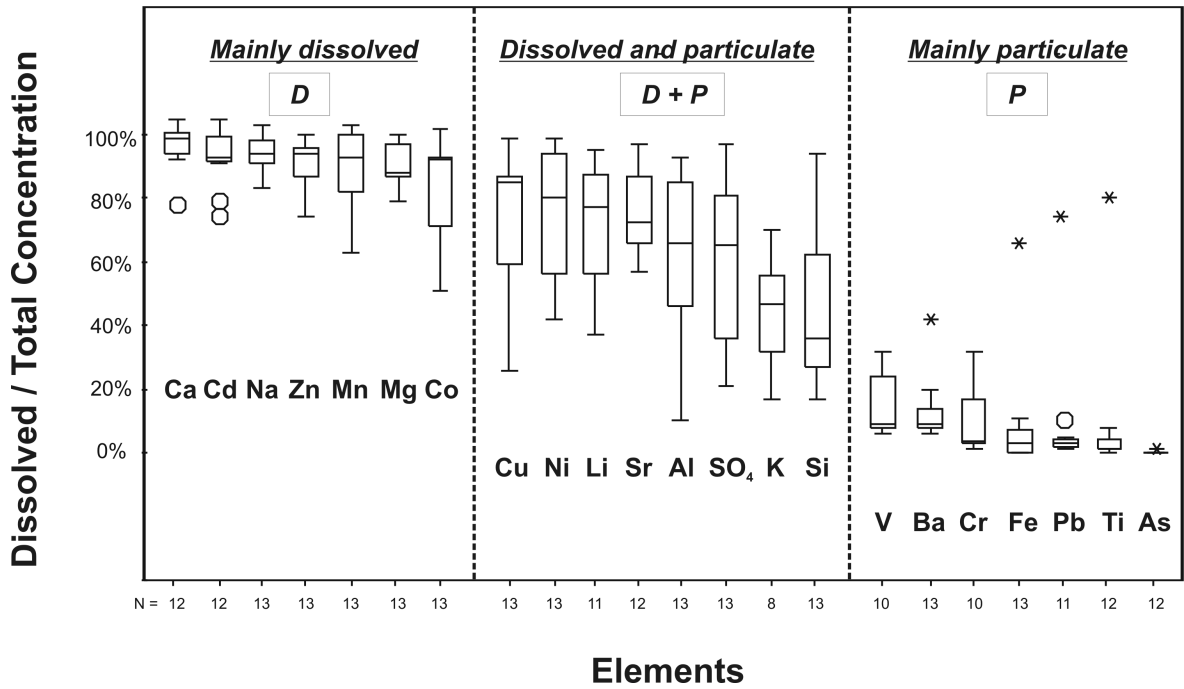 Dissolved / Total Concentration
Mainly dissolved
D
Dissolved and particulate
D + P
Mainly particulate
P
100%
80%
60%
40%
20%
0%
Ca Cd Na Zn Mn Mg Co
Cu Ni Li Sr Al SO₄ K Si
V Ba Cr Fe Pb Ti As
N = 12 12 13 13 13 13 13 13 13 11 12 13 13 8 13 10 13 10 13 11 12 12
Elements